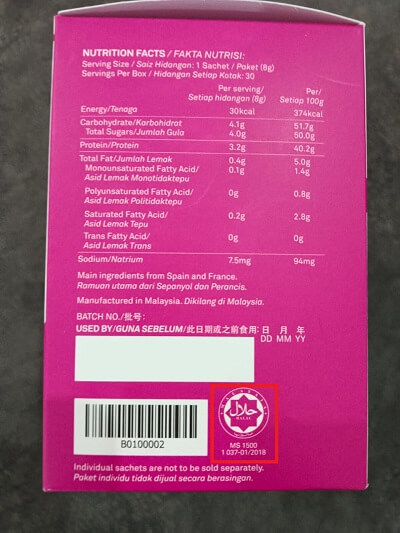 NUTRITION FACTS / FAKTA NUTRISI:
Serving Size / Saiz Hidangan: 1 Sachet / Paket (8g)
Servings Per Box / Hidangan Setiap Kotak: 30
Per serving/ Per/
Setiap hidangan (8g) Setiap 100g
Energy/Tenaga 30kcal 374kcal
Carbohydrate/Karbohidrat 4.1g 51.7g
Total Sugars/Jumlah Gula 4.0g 50.0g
Protein/Protein 3.2g 40.2g
Total Fat/Jumlah Lemak 0.4g 5.0g
Monounsaturated Fatty Acid/ 0.1g 1.4g
Asid Lemak Monotidaktepu
Polyunsaturated Fatty Acid/ 0g 0.8g
Asid Lemak Politidaktepu
Saturated Fatty Acid/ 0.2g 2.8g
Asid Lemak Tepu
Trans Fatty Acid/ 0g 0g
Asid Lemak Trans
Sodium/Natrium 7.5mg 94mg
Main ingredients from Spain and France.
Ramuan utama dari Sepanyol dan Perancis.
Manufactured in Malaysia. Dikilang di Malaysia.
BATCH NO./批号:
USED BY/GUNA SEBELUM/此日期或之前食用: 日 月 年
DD MM YY
حلال
HALAL
MS 1500
1 037-01/2018
B0100002
Individual sachets are not to be sold separately.
Paket individu tidak dijual secara berasingan.